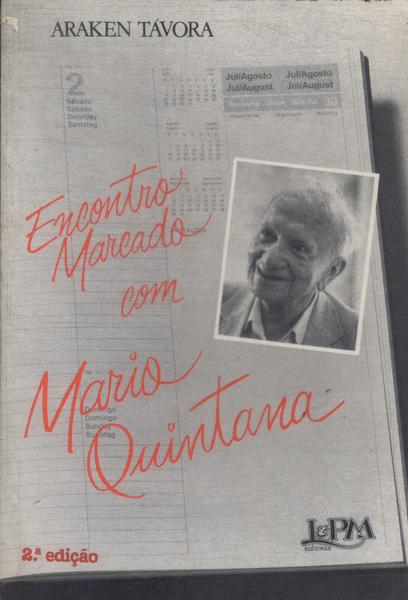 ARAKEN TÁVORA
2
Sábado
Sabado
Saturday
Samstag
Jul/Agosto Jul/Agosto
Jul/August Jul/August
30
Encontro
Marcado
com
Mario
Quintana
Domingo
Domingo
Sunday
Sonntag
2.ª edição
L&PM
EDITORES